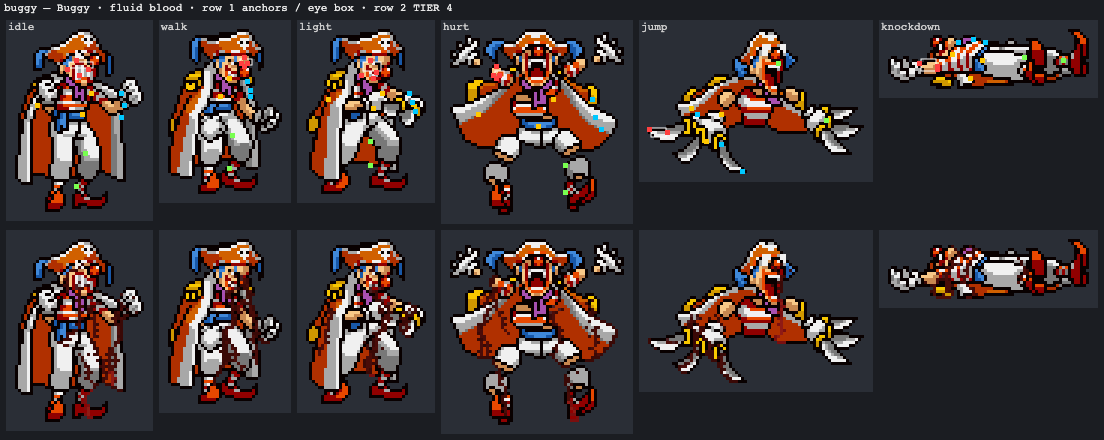 buggy — Buggy · fluid blood · row 1 anchors / eye box · row 2 TIER 4
idle
walk
light
hurt
jump
knockdown